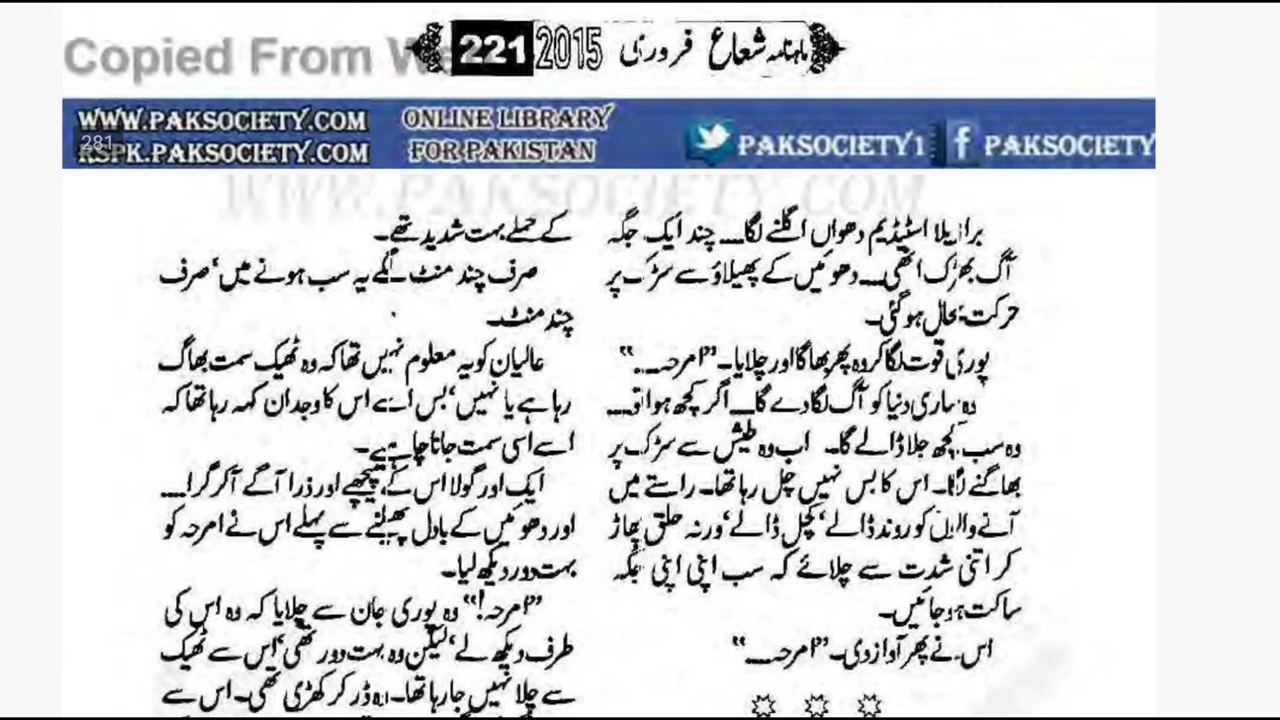 Copied From We
221 2015 ماہنامہ شعاع فروری
WWW.PAKSOCIETY.COM
RSPK.PAKSOCIETY.COM
281
ONLINE LIBRARY
FOR PAKISTAN
PAKSOCIETY1
PAKSOCIETY
WWW.PAKSOCIETY.COM
برازیلا اسٹیڈیم دھواں اگلنے لگا۔۔۔ چند ایک جگہ
آگ بھڑک اٹھی۔۔۔ دھوئیں کے پھیلاؤ سے سڑک پر
حرکت بحال ہو گئی۔
پوری قوت لگا کر وہ پھر بھاگا اور چلایا۔ ”امرحہ۔۔۔“
وہ ساری دنیا کو آگ لگا دے گا۔۔۔ اگر کچھ ہوا تو۔۔۔
وہ سب کچھ جلا ڈالے گا۔ اب وہ طیش سے سڑک پر
بھاگنے لگا۔ اس کا بس نہیں چل رہا تھا۔ راستے میں
آنے والوں کو روند ڈالے‘ کچل ڈالے‘ ورنہ حلق پھاڑ
کر اتنی شدت سے چلائے کہ سب اپنی اپنی جگہ
ساکت ہو جائیں۔
اس نے پھر آواز دی۔ ”امرحہ۔۔۔“
کے حملے بہت شدید تھے۔
صرف چند منٹ لگے یہ سب ہونے میں‘ صرف
چند منٹ۔
عالیان کو یہ معلوم نہیں تھا کہ وہ ٹھیک سمت بھاگ
رہا ہے یا نہیں‘ بس اسے اس کا وجدان کہہ رہا تھا کہ
اسے اسی سمت جانا چاہیے۔
ایک اور گولا اس کے پیچھے اور ذرا آگے آکر گرا۔۔۔
اور دھوئیں کے بادل پھیلنے سے پہلے اس نے امرحہ کو
بہت دور دیکھ لیا۔
”امرحہ!“ وہ پوری جان سے چلایا کہ وہ اس کی
طرف دیکھ لے‘ لیکن وہ بہت دور تھی‘ اس سے ٹھیک
سے چلا نہیں جا رہا تھا۔ وہ ڈر کر کھڑی تھی۔ اس سے